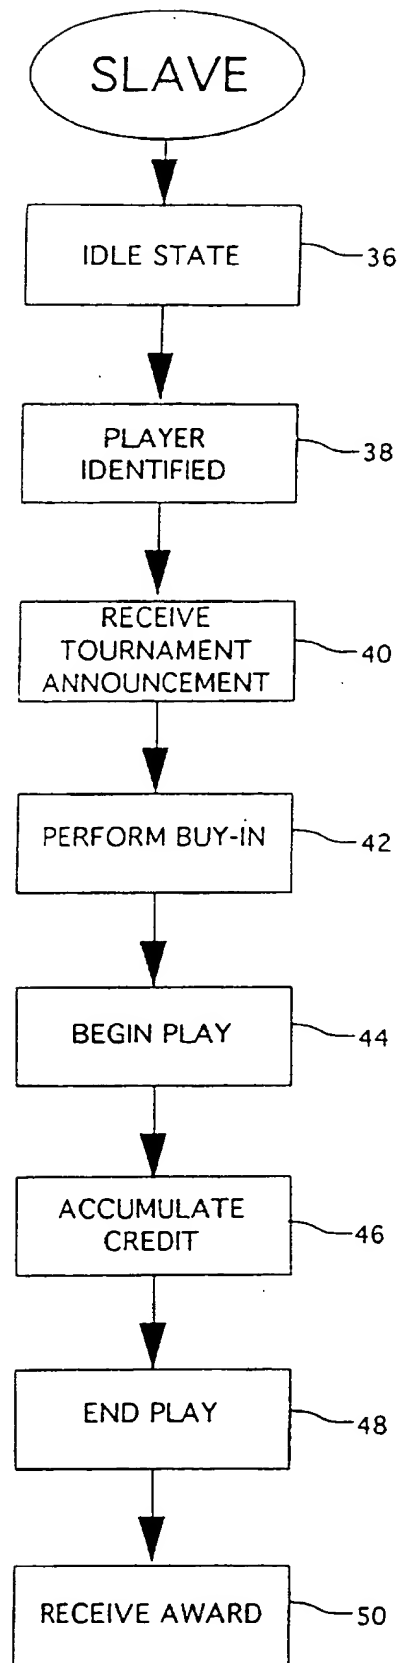 SLAVE
IDLE STATE
36
PLAYER
IDENTIFIED
38
RECEIVE
TOURNAMENT
ANNOUNCEMENT
40
PERFORM BUY-IN
42
BEGIN PLAY
44
ACCUMULATE
CREDIT
46
END PLAY
48
RECEIVE AWARD
50